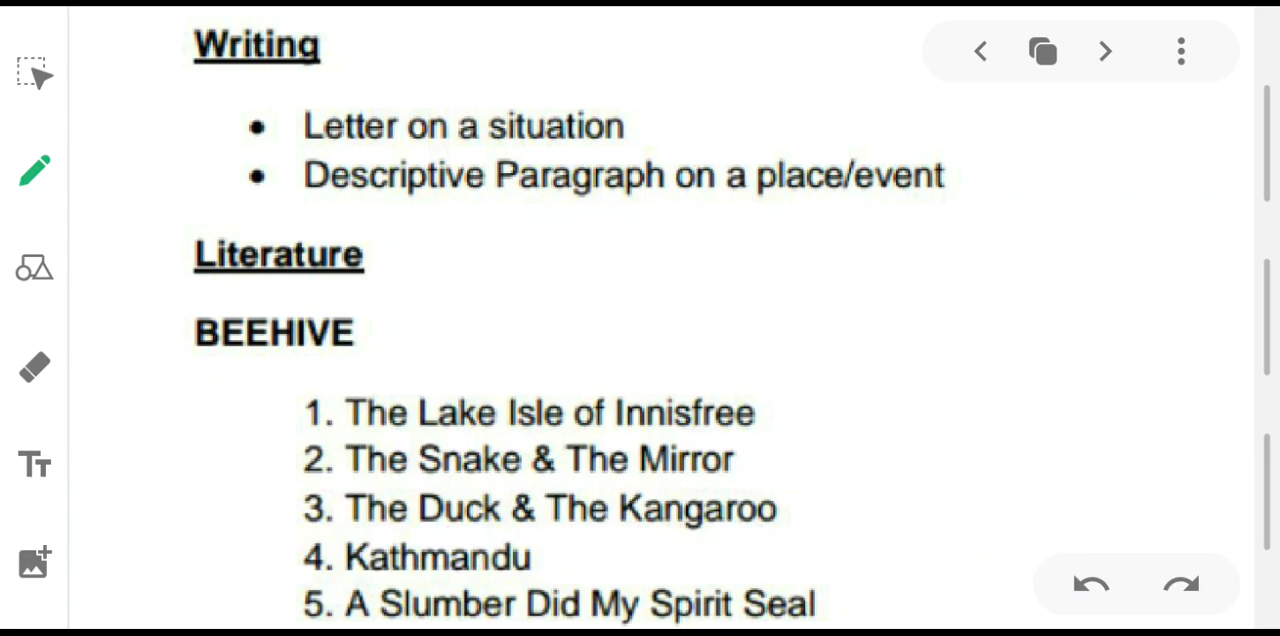 Writing
• Letter on a situation
• Descriptive Paragraph on a place/event
Literature
BEEHIVE
1. The Lake Isle of Innisfree
2. The Snake & The Mirror
3. The Duck & The Kangaroo
4. Kathmandu
5. A Slumber Did My Spirit Seal
TT